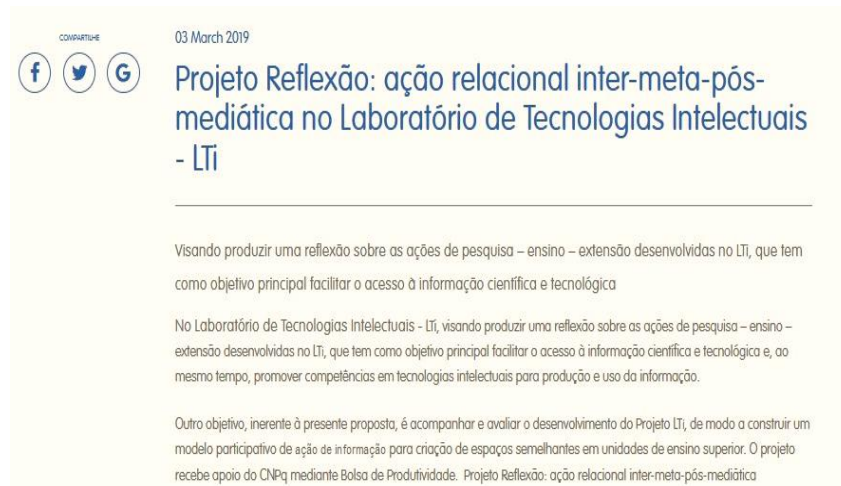 COMPARTILHE
03 March 2019
Projeto Reflexão: ação relacional inter-meta-pós-
mediática no Laboratório de Tecnologias Intelectuais
- LTi
Visando produzir uma reflexão sobre as ações de pesquisa – ensino – extensão desenvolvidas no LTi, que tem
como objetivo principal facilitar o acesso à informação científica e tecnológica
No Laboratório de Tecnologias Intelectuais - LTi, visando produzir uma reflexão sobre as ações de pesquisa – ensino –
extensão desenvolvidas no LTi, que tem como objetivo principal facilitar o acesso à informação científica e tecnológica e, ao
mesmo tempo, promover competências em tecnologias intelectuais para produção e uso da informação.
Outro objetivo, inerente à presente proposta, é acompanhar e avaliar o desenvolvimento do Projeto LTi, de modo a construir um
modelo participativo de ação de informação para criação de espaços semelhantes em unidades de ensino superior. O projeto
recebe apoio do CNPq mediante Bolsa de Produtividade. Projeto Reflexão: ação relacional inter-meta-pós-mediática